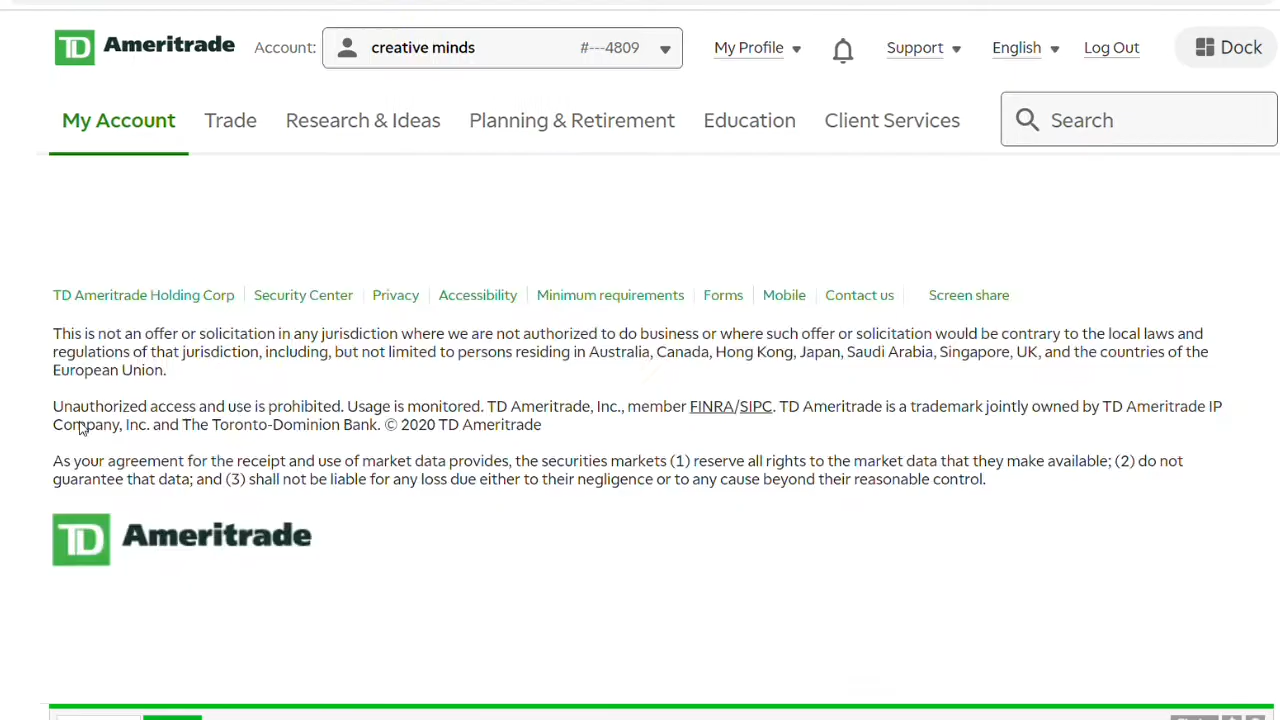 TD Ameritrade Account: creative minds #---4809 My Profile Support English Log Out Dock
My Account Trade Research & Ideas Planning & Retirement Education Client Services Search
TD Ameritrade Holding Corp Security Center Privacy Accessibility Minimum requirements Forms Mobile Contact us Screen share
This is not an offer or solicitation in any jurisdiction where we are not authorized to do business or where such offer or solicitation would be contrary to the local laws and
regulations of that jurisdiction, including, but not limited to persons residing in Australia, Canada, Hong Kong, Japan, Saudi Arabia, Singapore, UK, and the countries of the
European Union.
Unauthorized access and use is prohibited. Usage is monitored. TD Ameritrade, Inc., member FINRA/SIPC. TD Ameritrade is a trademark jointly owned by TD Ameritrade IP
Company, Inc. and The Toronto-Dominion Bank. © 2020 TD Ameritrade
As your agreement for the receipt and use of market data provides, the securities markets (1) reserve all rights to the market data that they make available; (2) do not
guarantee that data; and (3) shall not be liable for any loss due either to their negligence or to any cause beyond their reasonable control.
TD Ameritrade